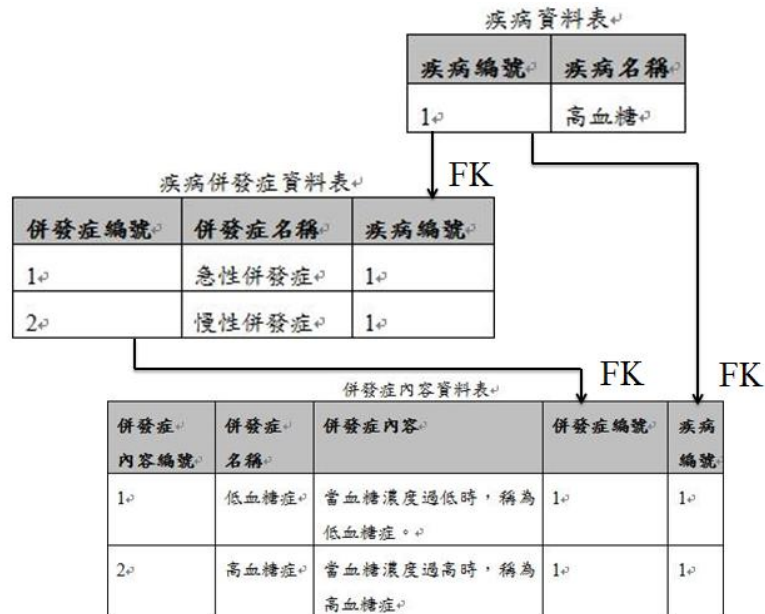 疾病資料表
疾病編號 疾病名稱
1 高血糖
FK
疾病併發症資料表
併發症編號 併發症名稱 疾病編號
1 急性併發症 1
2 慢性併發症 1
FK FK
併發症內容資料表
併發症 併發症 併發症內容 併發症編號 疾病
內容編號 名稱 編號
1 低血糖症 當血糖濃度過低時，稱為 1 1
低血糖症。
2 高血糖症 當血糖濃度過高時，稱為 1 1
高血糖症